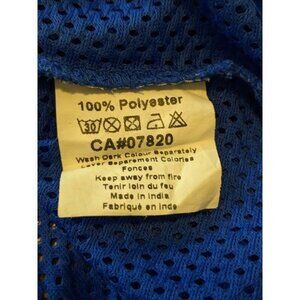 100% Polyester
30
CA#07820
Wash Dark Colour Separately
Laver Separement Calories
Fonces
Keep away from fire
Tenir loin du feu
Made in India
Fabriqué en inde